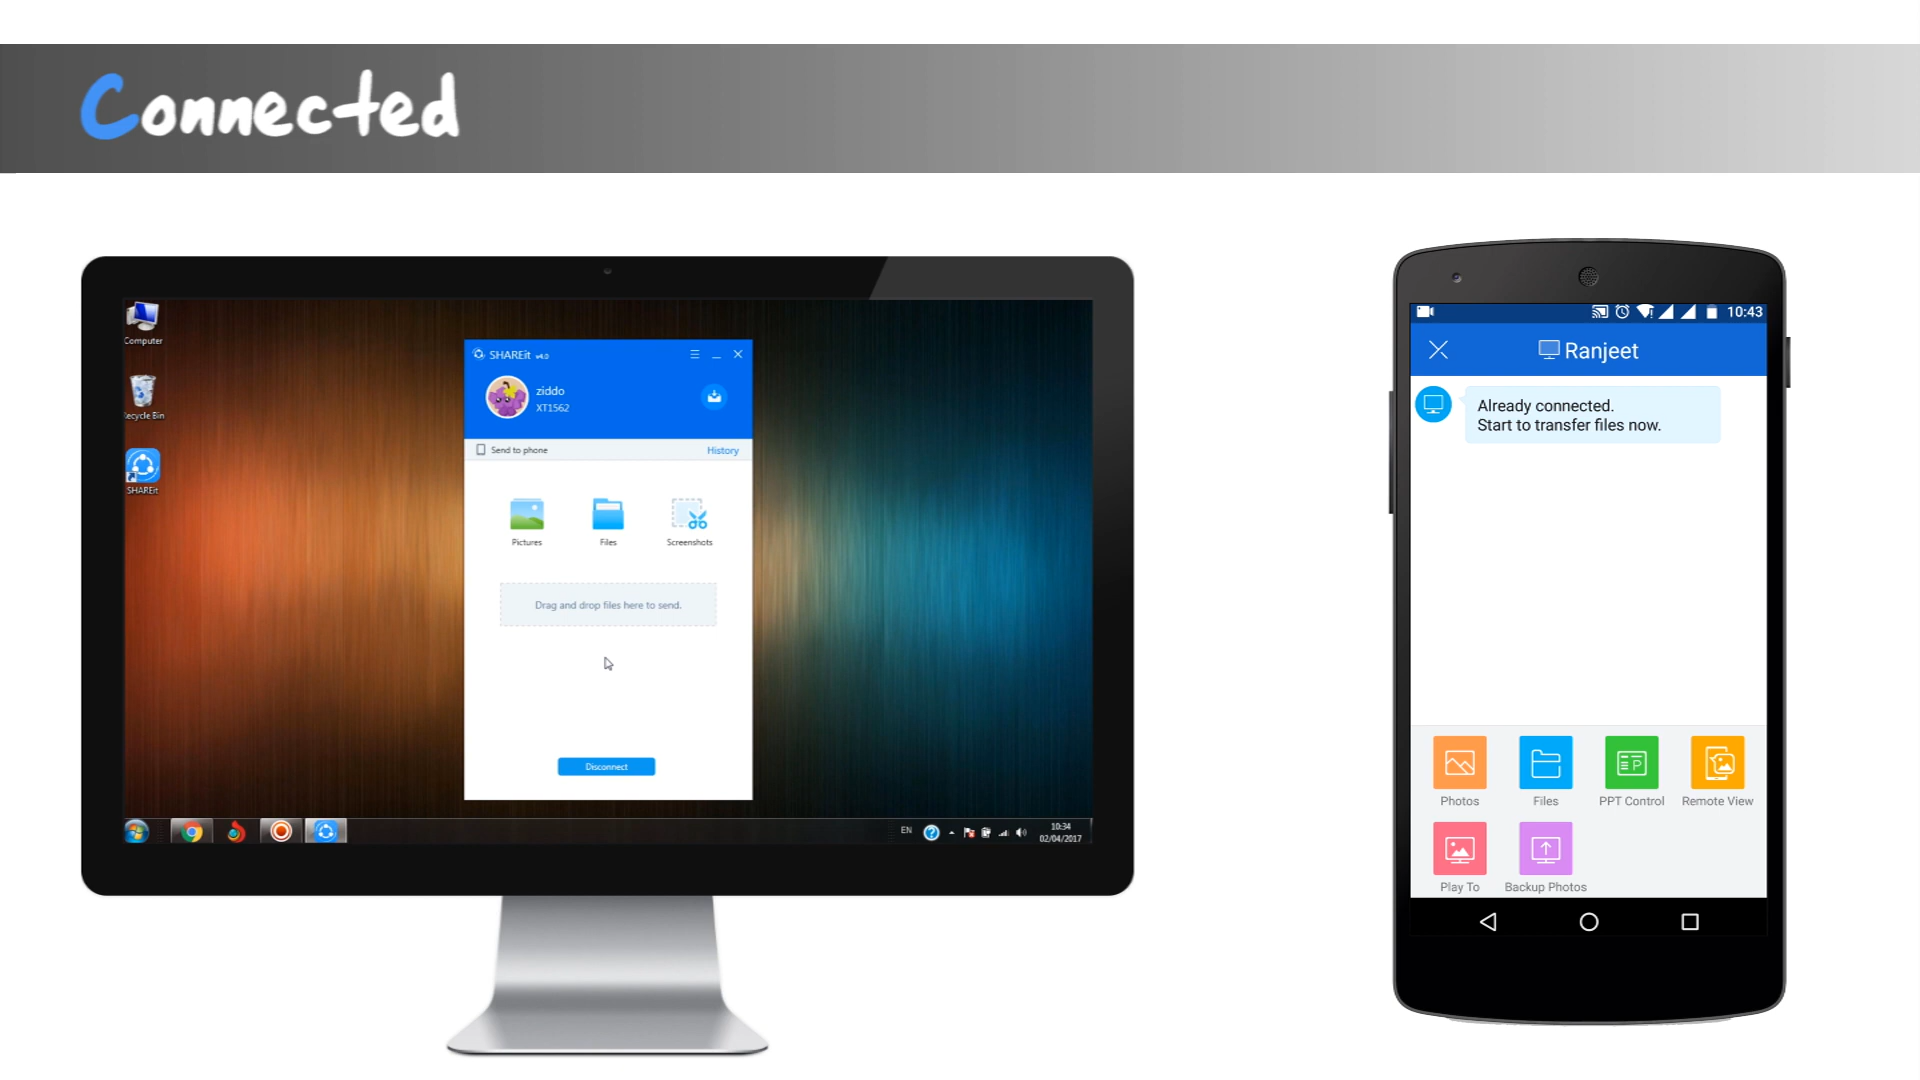 Connected
Computer
Recycle Bin
SHAREit
SHAREit v4.0
ziddo
XT1562
Send to phone
History
Pictures
Files
Screenshots
Drag and drop files here to send.
Disconnect
EN
10:34
02/04/2017
10:43
Ranjeet
Already connected.
Start to transfer files now.
Photos
Files
PPT Control
Remote View
Play To
Backup Photos